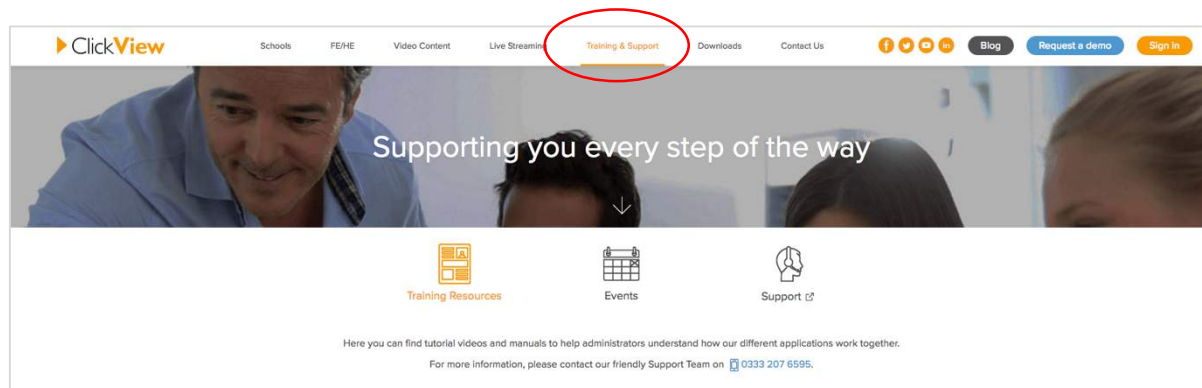 ClickView
Schools FE/HE Video Content Live Streaming Training & Support Downloads Contact Us Blog Request a demo Sign in
Supporting you every step of the way
Training Resources Events Support
Here you can find tutorial videos and manuals to help administrators understand how our different applications work together.
For more information, please contact our friendly Support Team on 0333 207 6595.